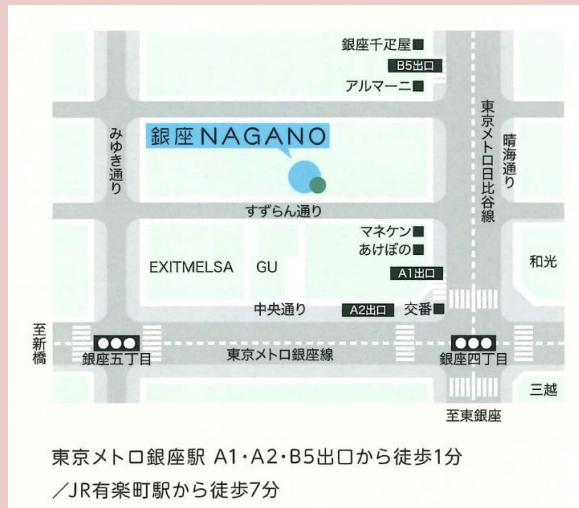 銀座千疋屋
B5出口
アルマーニ
東京メトロ日比谷線
晴海通り
みゆき通り
銀座NAGANO
すずらん通り
マネケン
あけぼの
A1出口
和光
EXITMELSA
GU
中央通り
A2出口
交番
至新橋
銀座五丁目
東京メトロ銀座線
銀座四丁目
三越
至東銀座
東京メトロ銀座駅 A1・A2・B5出口から徒歩1分
/JR有楽町駅から徒歩7分